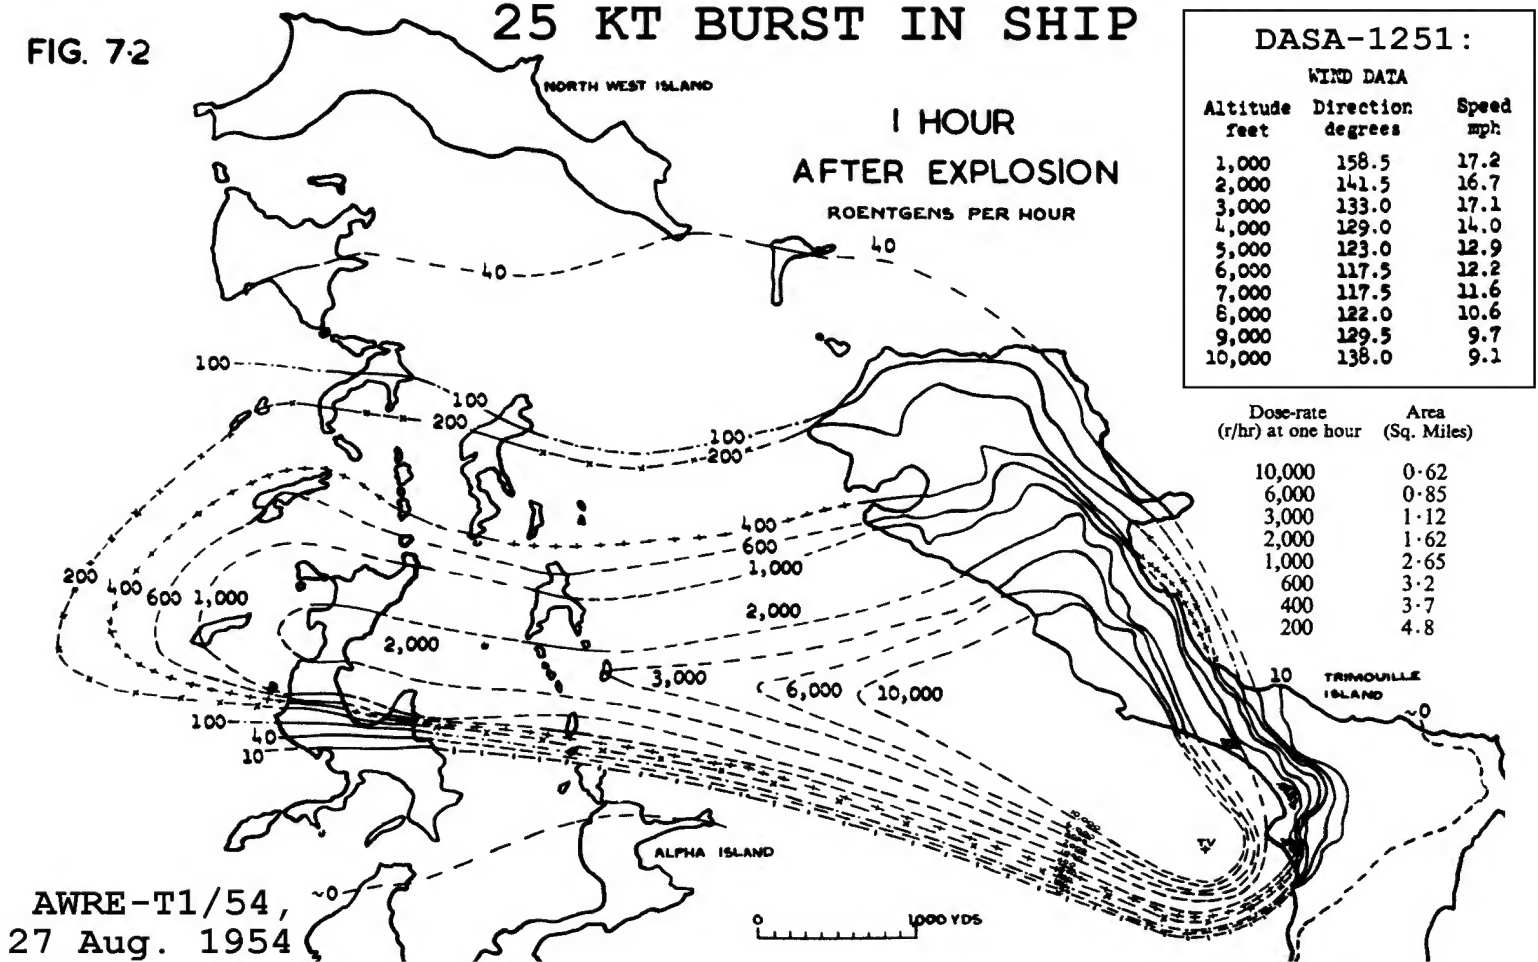 25 KT BURST IN SHIP
FIG. 7·2
NORTH WEST ISLAND
1 HOUR
AFTER EXPLOSION
ROENTGENS PER HOUR
DASA-1251:
WIND DATA
Altitude Direction Speed
feet degrees mph
1,000 158.5 17.2
2,000 141.5 16.7
3,000 133.0 17.1
4,000 129.0 14.0
5,000 123.0 12.9
6,000 117.5 12.2
7,000 117.5 11.6
8,000 122.0 10.6
9,000 129.5 9.7
10,000 138.0 9.1
Dose-rate Area
(r/hr) at one hour (Sq. Miles)
10,000 0·62
6,000 0·85
3,000 1·12
2,000 1·62
1,000 2·65
600 3·2
400 3·7
200 4·8
40
40
100
100
200
100
200
400
600
1,000
200 400 600 1,000
2,000
2,000
3,000 6,000 10,000
10 TRIMOUILLE
ISLAND
~0
100
40
10
TV
ALPHA ISLAND
~0
0 1000 YDS
AWRE-T1/54,
27 Aug. 1954